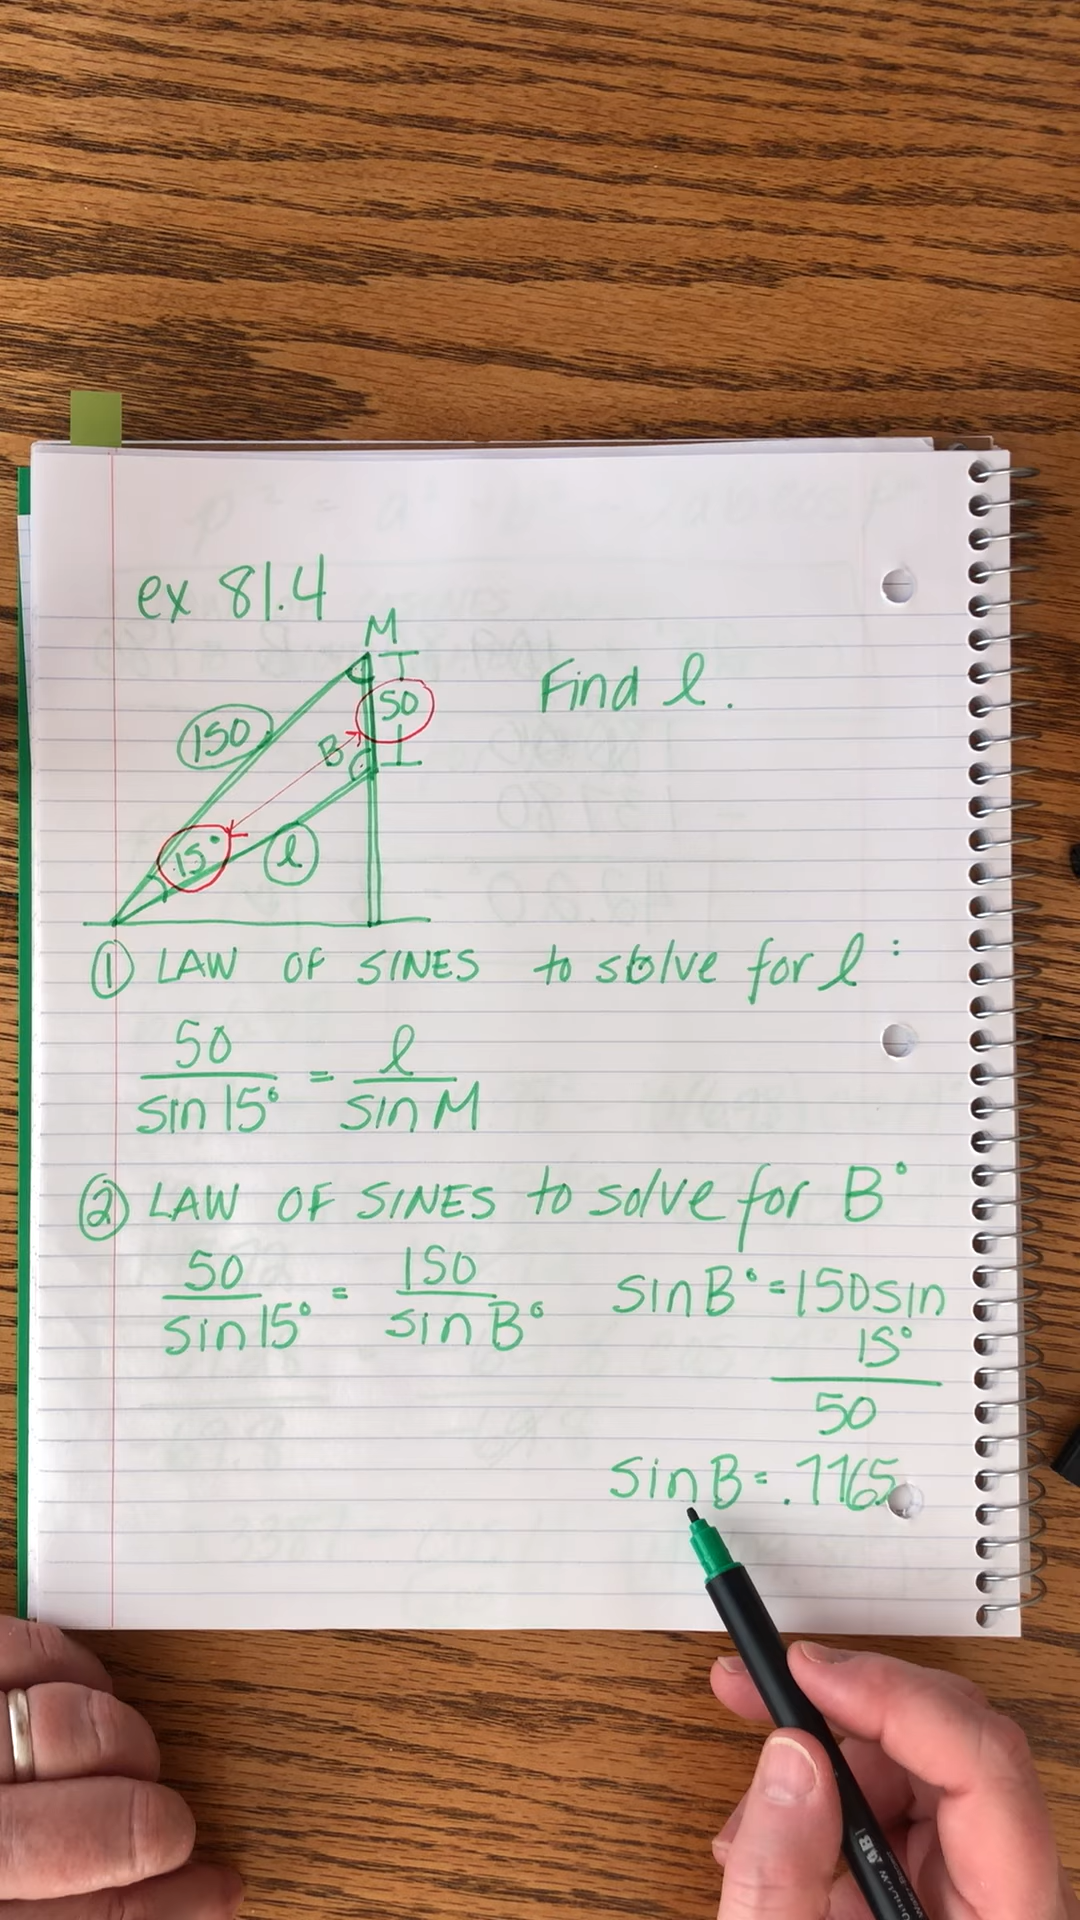 ex 81.4
M
50
Find l.
150
B
15°
l
① LAW OF SINES to solve for l :
50 l
sin 15° = sin M
② LAW OF SINES to solve for B°
50 150
sin 15° = sin B°
sin B° = 150 sin
15°
50
sin B = .7765